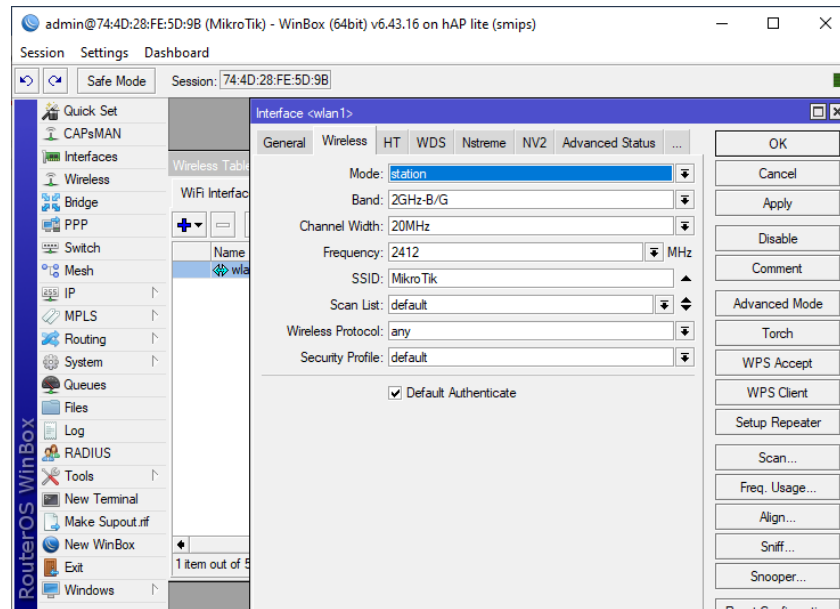 admin@74:4D:28:FE:5D:9B (MikroTik) - WinBox (64bit) v6.43.16 on hAP lite (smips)
Session Settings Dashboard
Safe Mode Session: 74:4D:28:FE:5D:9B
Quick Set
CAPsMAN
Interfaces
Wireless
Bridge
PPP
Switch
Mesh
IP
MPLS
Routing
System
Queues
Files
Log
RADIUS
Tools
New Terminal
Make Supout.rif
New WinBox
Exit
Windows
RouterOS WinBox
Wireless Table
WiFi Interfac
Name
wla
1 item out of 5
Interface <wlan1>
General Wireless HT WDS Nstreme NV2 Advanced Status ...
Mode: station
Band: 2GHz-B/G
Channel Width: 20MHz
Frequency: 2412 MHz
SSID: MikroTik
Scan List: default
Wireless Protocol: any
Security Profile: default
Default Authenticate
OK
Cancel
Apply
Disable
Comment
Advanced Mode
Torch
WPS Accept
WPS Client
Setup Repeater
Scan...
Freq. Usage...
Align...
Sniff...
Snooper...